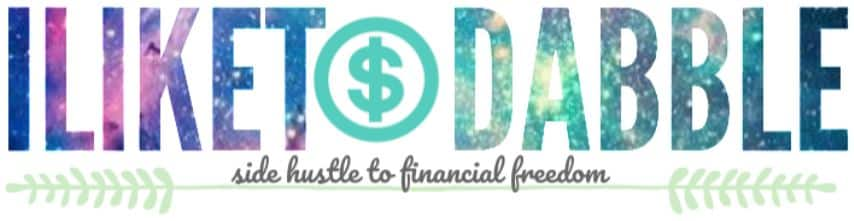 ILIKET$ DABBLE
side hustle to financial freedom